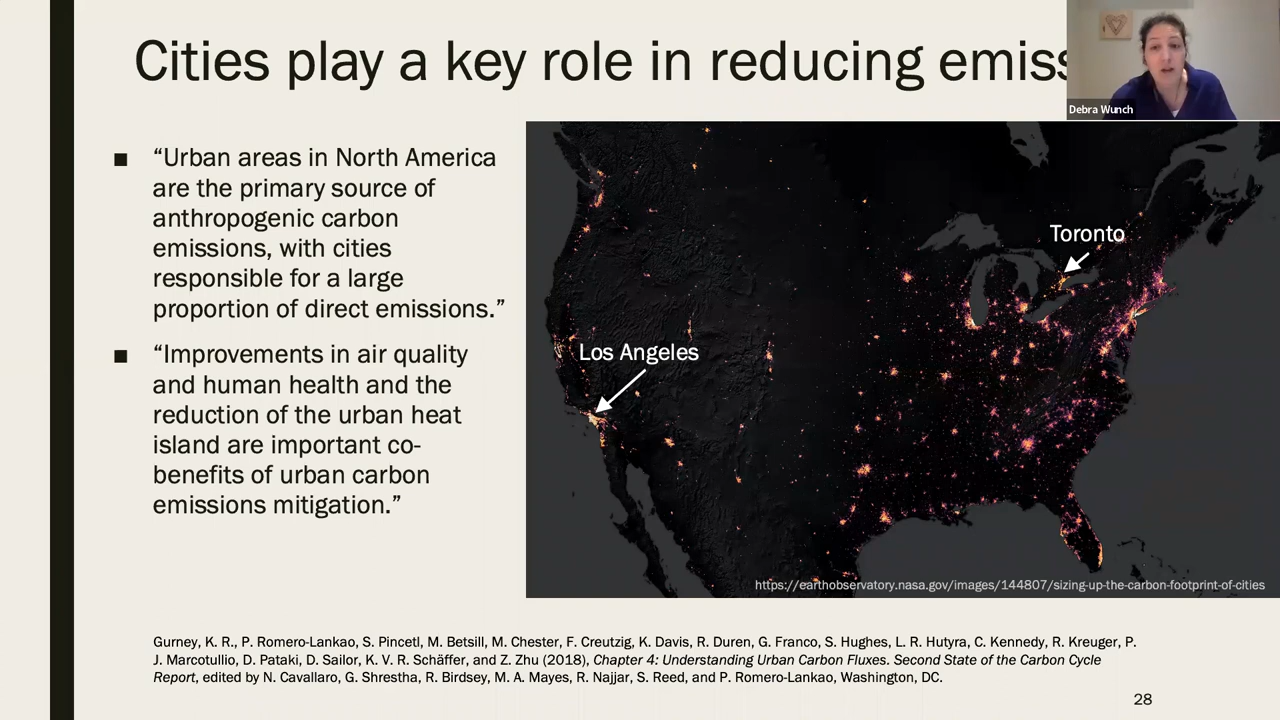 Cities play a key role in reducing emiss
Debra Wunch
■ “Urban areas in North America
are the primary source of
anthropogenic carbon
emissions, with cities
responsible for a large
proportion of direct emissions.”
■ “Improvements in air quality
and human health and the
reduction of the urban heat
island are important co-
benefits of urban carbon
emissions mitigation.”
Toronto
Los Angeles
https://earthobservatory.nasa.gov/images/144807/sizing-up-the-carbon-footprint-of-cities
Gurney, K. R., P. Romero-Lankao, S. Pincetl, M. Betsill, M. Chester, F. Creutzig, K. Davis, R. Duren, G. Franco, S. Hughes, L. R. Hutyra, C. Kennedy, R. Kreuger, P.
J. Marcotullio, D. Pataki, D. Sailor, K. V. R. Schäffer, and Z. Zhu (2018), Chapter 4: Understanding Urban Carbon Fluxes. Second State of the Carbon Cycle
Report, edited by N. Cavallaro, G. Shrestha, R. Birdsey, M. A. Mayes, R. Najjar, S. Reed, and P. Romero-Lankao, Washington, DC.
28